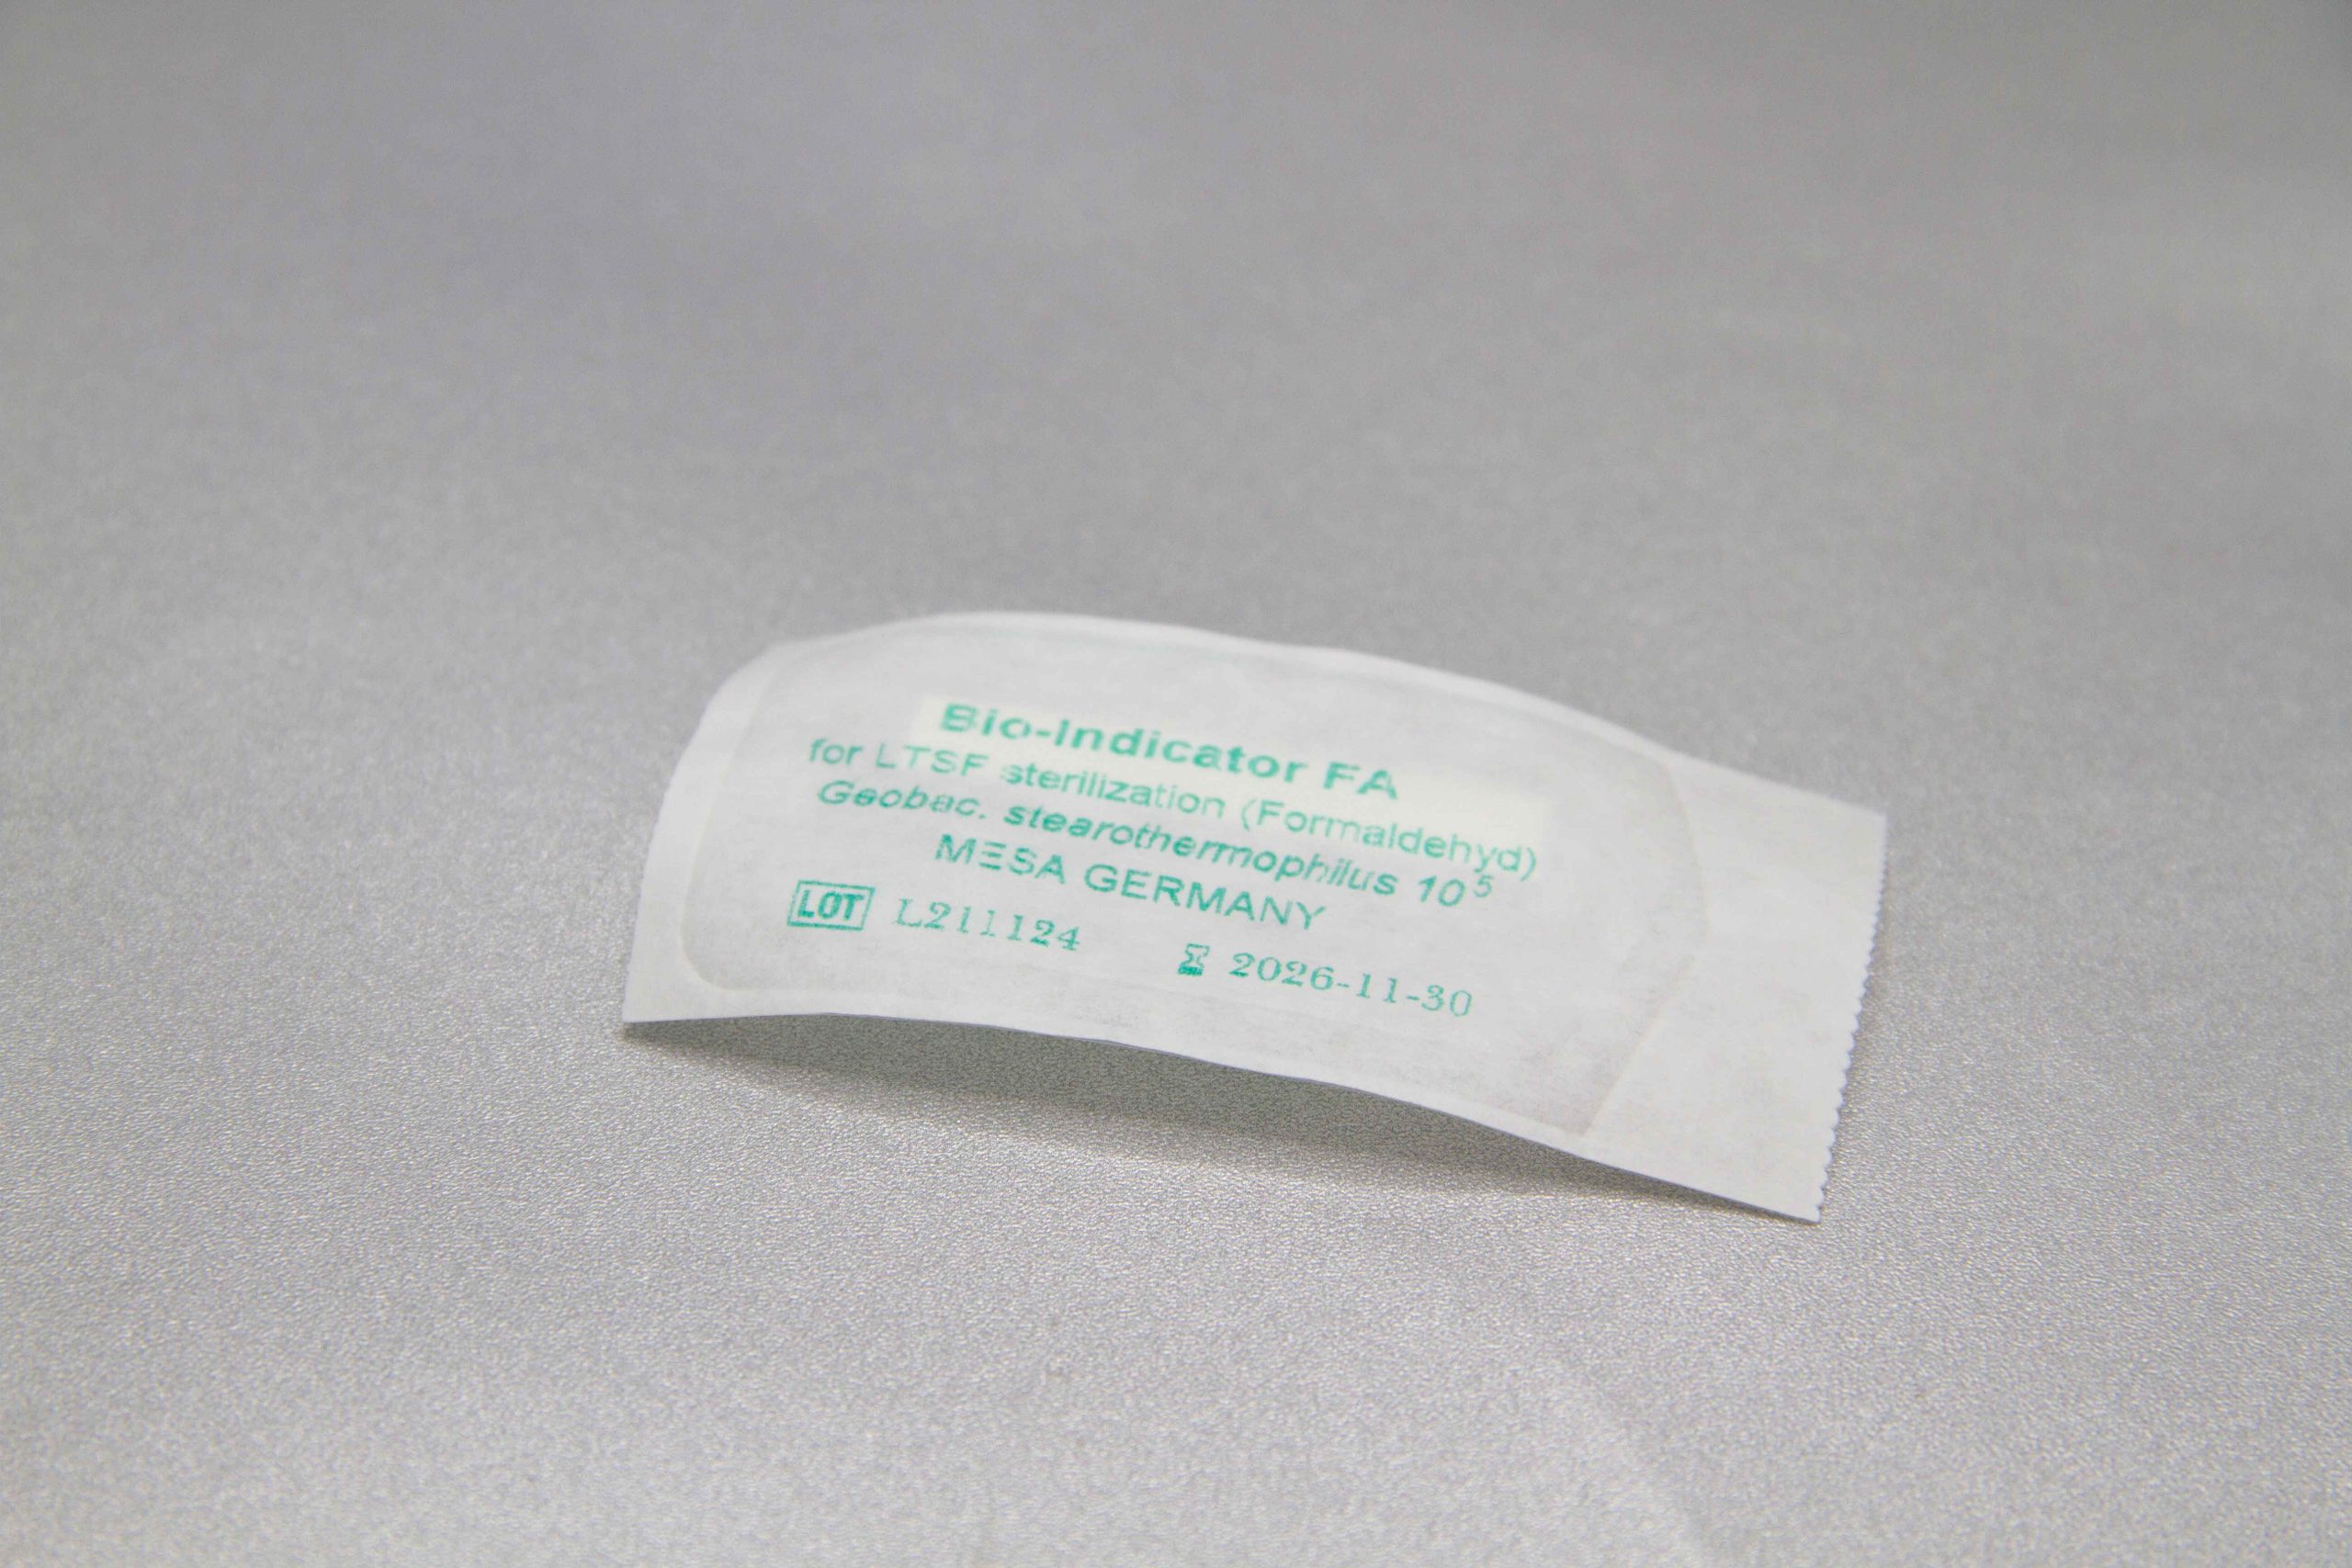 Bio-Indicator FA
for LTSF sterilization (Formaldehyd)
Geobac. stearothermophilus 10⁵
MESA GERMANY
LOT L211124 2026-11-30